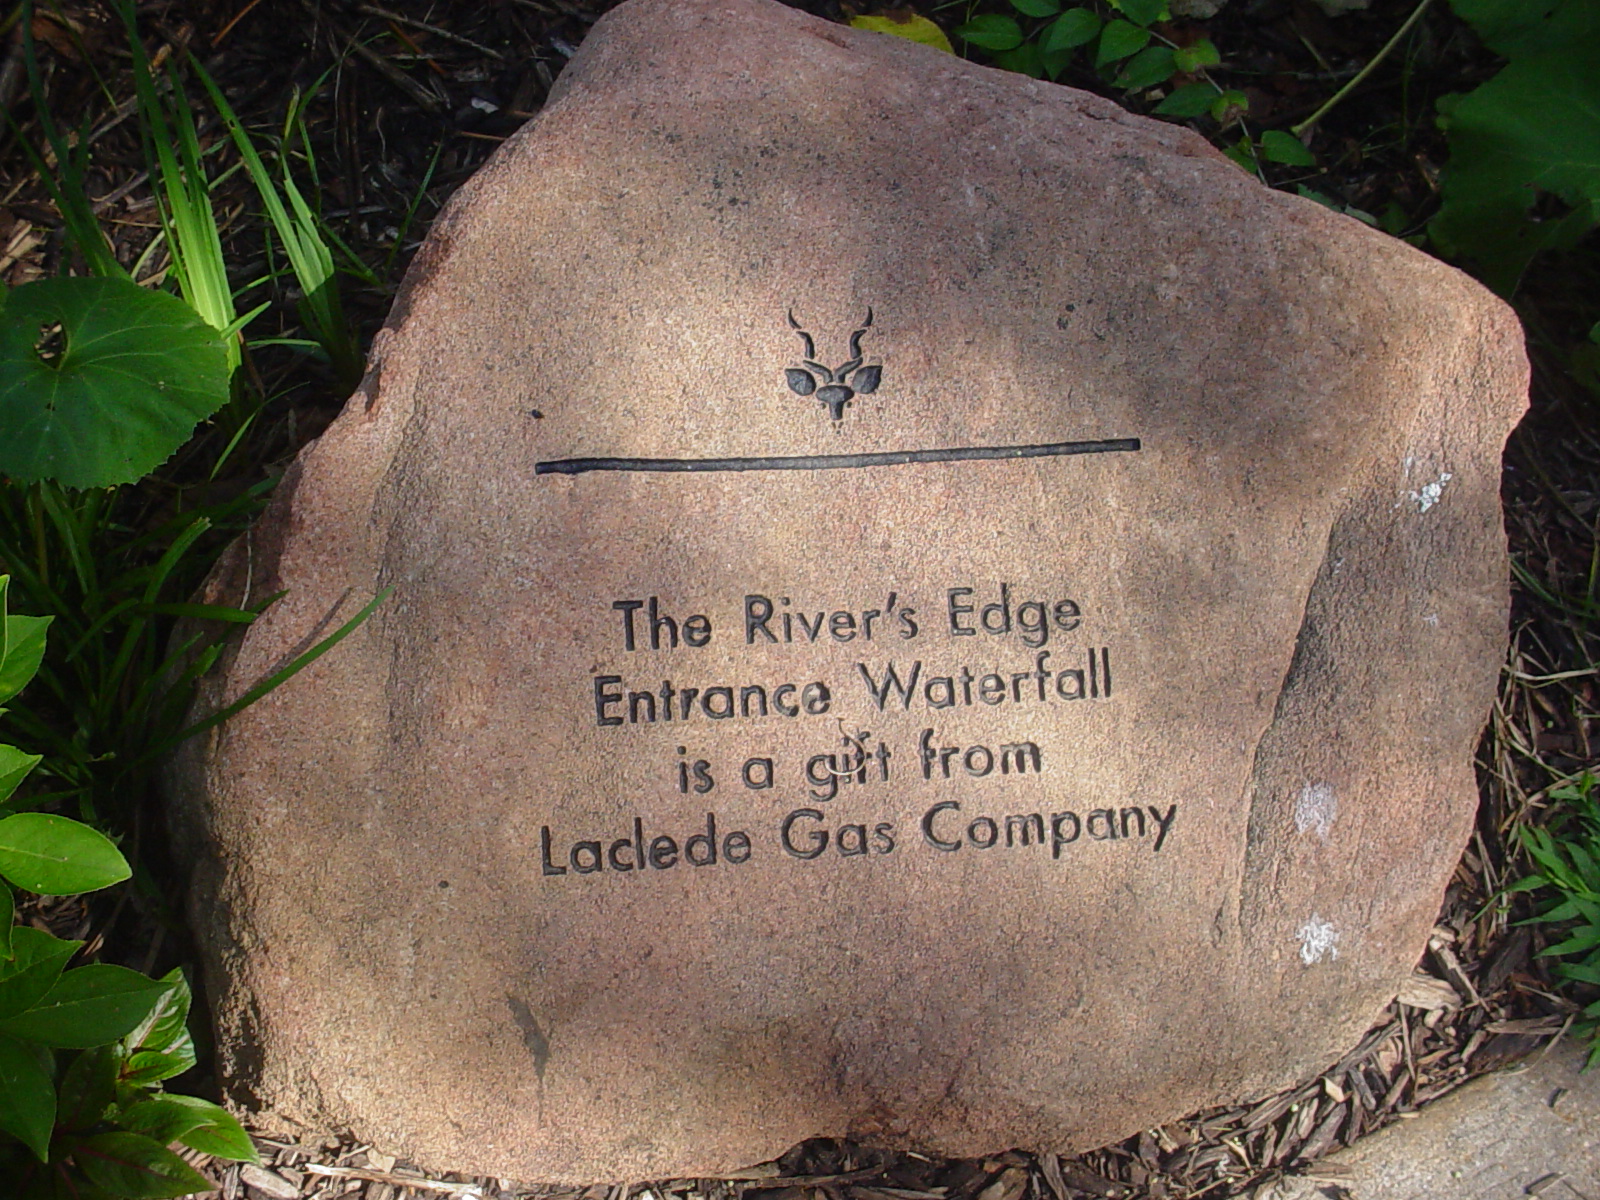 The River's Edge
Entrance Waterfall
is a gift from
Laclede Gas Company